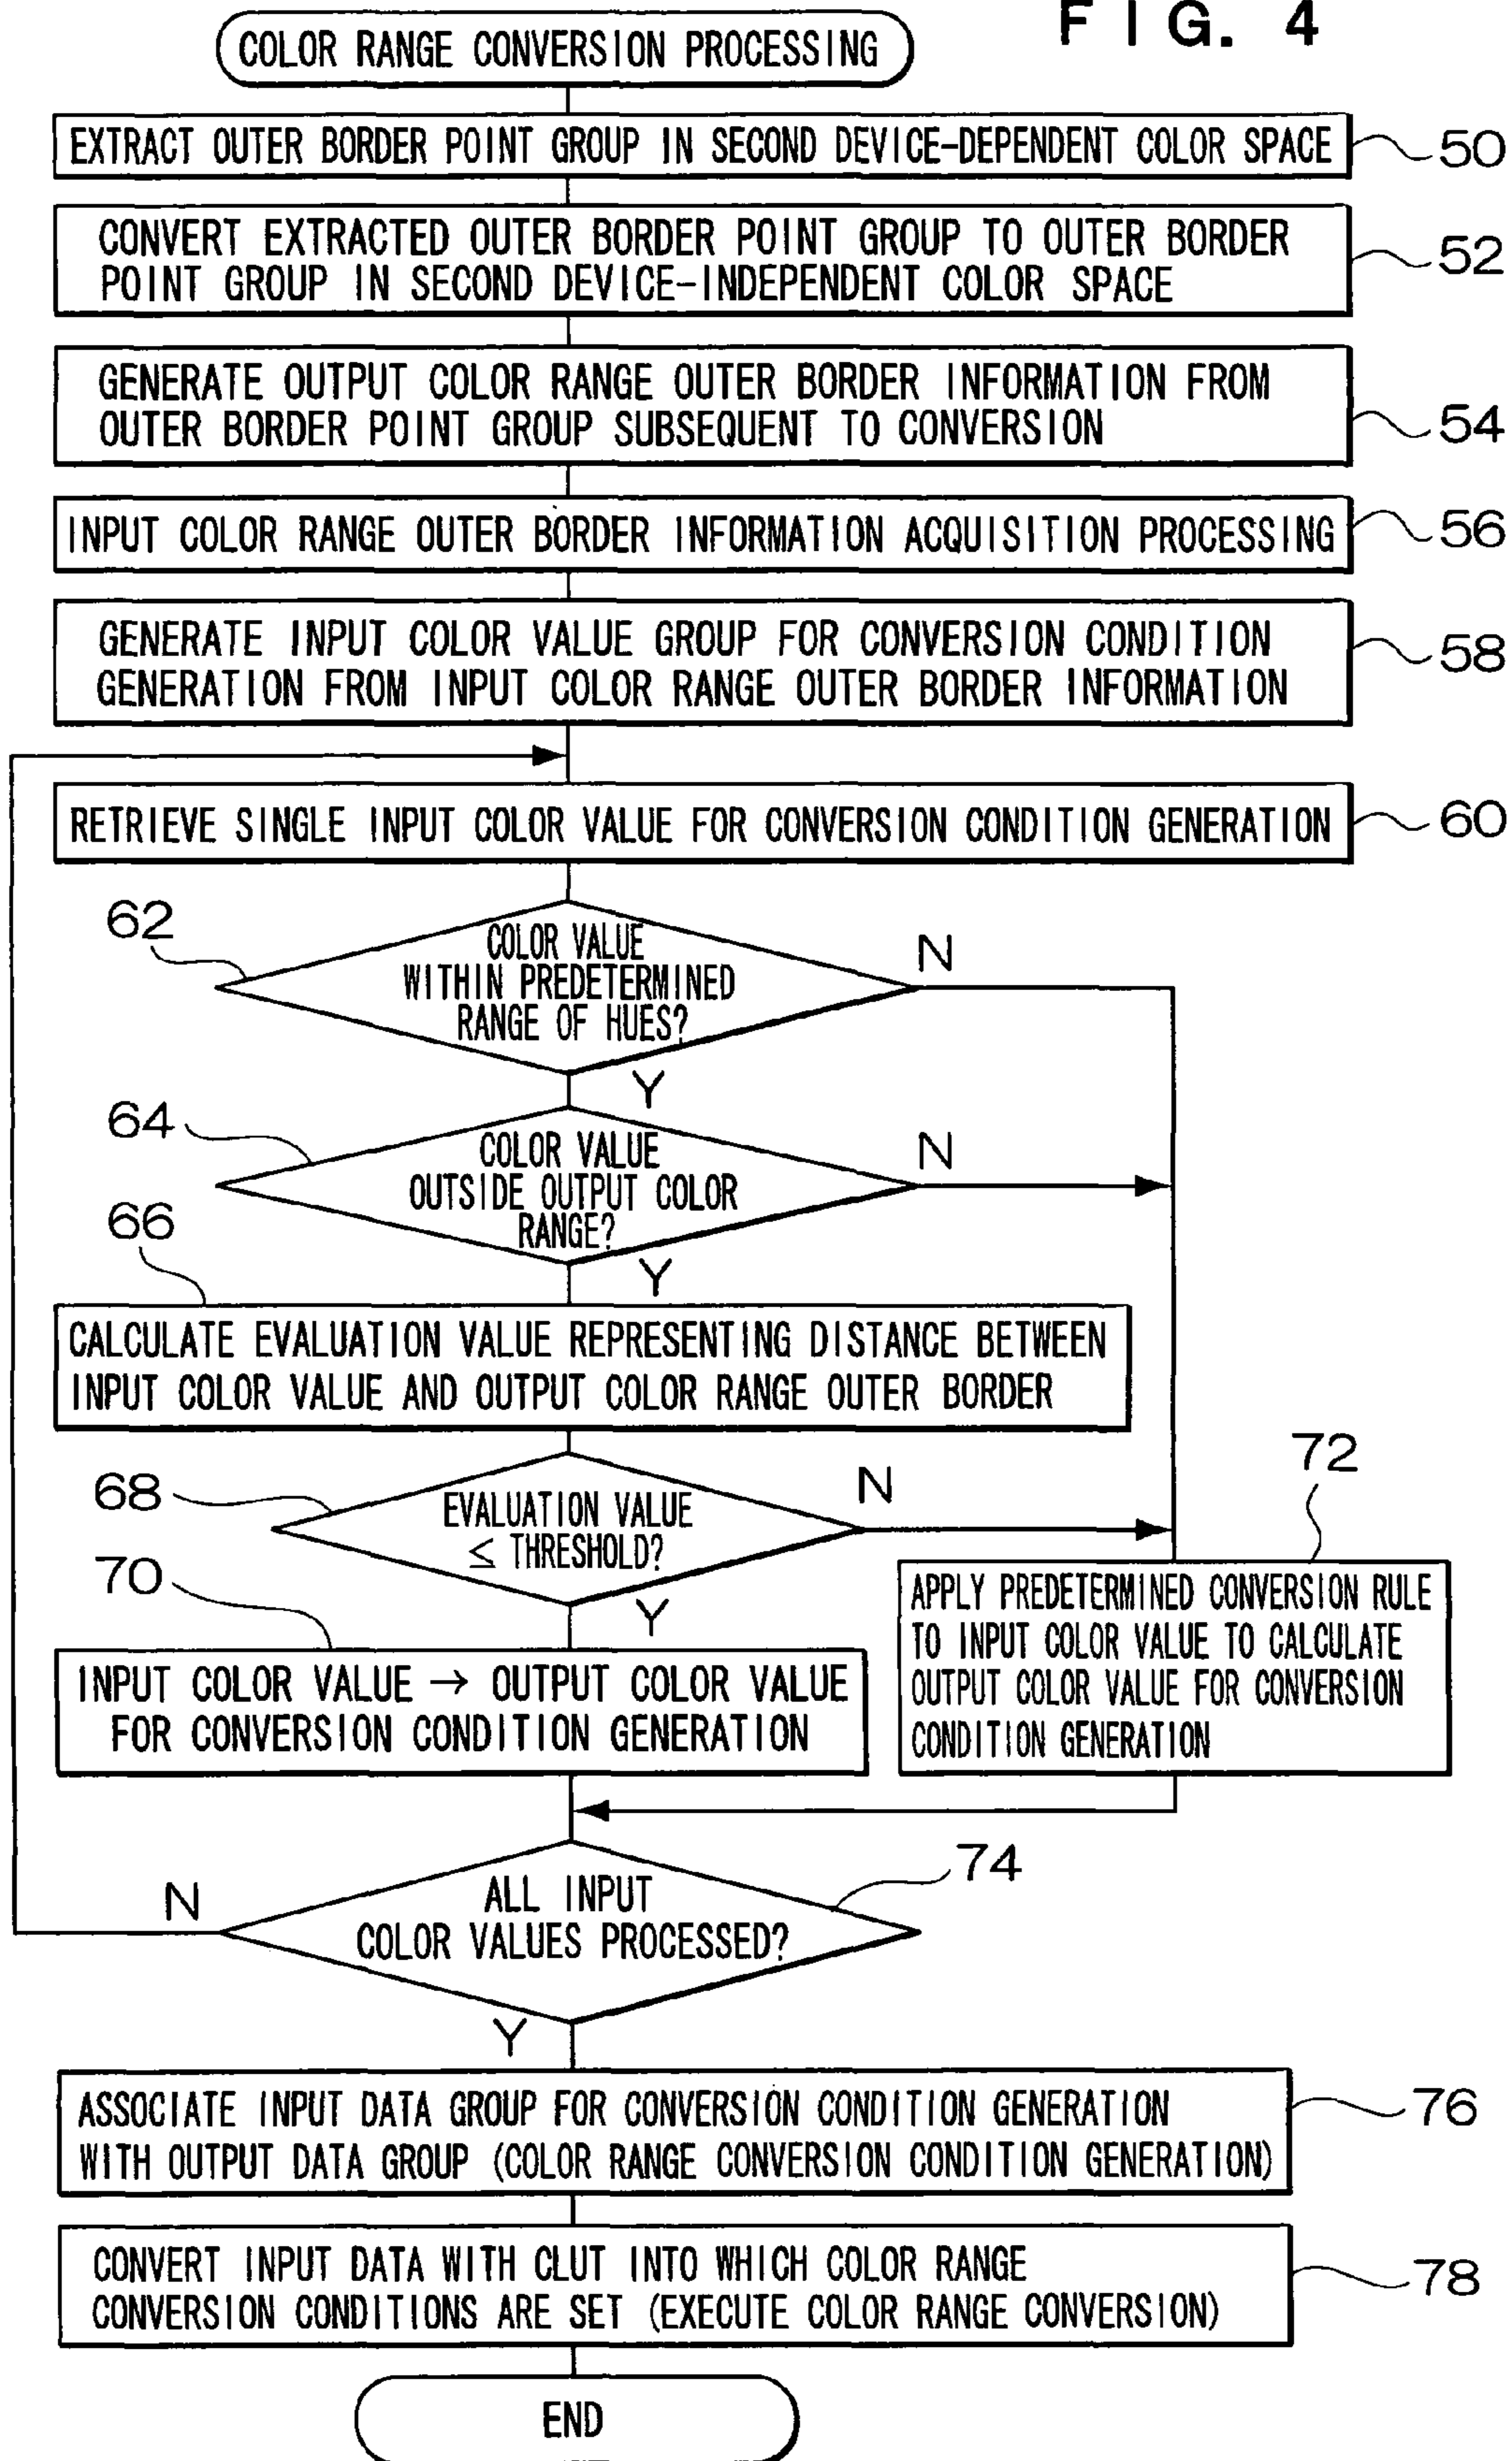 FIG. 4
COLOR RANGE CONVERSION PROCESSING
EXTRACT OUTER BORDER POINT GROUP IN SECOND DEVICE-DEPENDENT COLOR SPACE
50
CONVERT EXTRACTED OUTER BORDER POINT GROUP TO OUTER BORDER
POINT GROUP IN SECOND DEVICE-INDEPENDENT COLOR SPACE
52
GENERATE OUTPUT COLOR RANGE OUTER BORDER INFORMATION FROM
OUTER BORDER POINT GROUP SUBSEQUENT TO CONVERSION
54
INPUT COLOR RANGE OUTER BORDER INFORMATION ACQUISITION PROCESSING
56
GENERATE INPUT COLOR VALUE GROUP FOR CONVERSION CONDITION
GENERATION FROM INPUT COLOR RANGE OUTER BORDER INFORMATION
58
RETRIEVE SINGLE INPUT COLOR VALUE FOR CONVERSION CONDITION GENERATION
60
62
COLOR VALUE
WITHIN PREDETERMINED
RANGE OF HUES?
N
Y
64
COLOR VALUE
OUTSIDE OUTPUT COLOR
RANGE?
N
Y
66
CALCULATE EVALUATION VALUE REPRESENTING DISTANCE BETWEEN
INPUT COLOR VALUE AND OUTPUT COLOR RANGE OUTER BORDER
68
EVALUATION VALUE
≤ THRESHOLD?
N
Y
70
INPUT COLOR VALUE → OUTPUT COLOR VALUE
FOR CONVERSION CONDITION GENERATION
72
APPLY PREDETERMINED CONVERSION RULE
TO INPUT COLOR VALUE TO CALCULATE
OUTPUT COLOR VALUE FOR CONVERSION
CONDITION GENERATION
74
ALL INPUT
COLOR VALUES PROCESSED?
N
Y
ASSOCIATE INPUT DATA GROUP FOR CONVERSION CONDITION GENERATION
WITH OUTPUT DATA GROUP (COLOR RANGE CONVERSION CONDITION GENERATION)
76
CONVERT INPUT DATA WITH CLUT INTO WHICH COLOR RANGE
CONVERSION CONDITIONS ARE SET (EXECUTE COLOR RANGE CONVERSION)
78
END